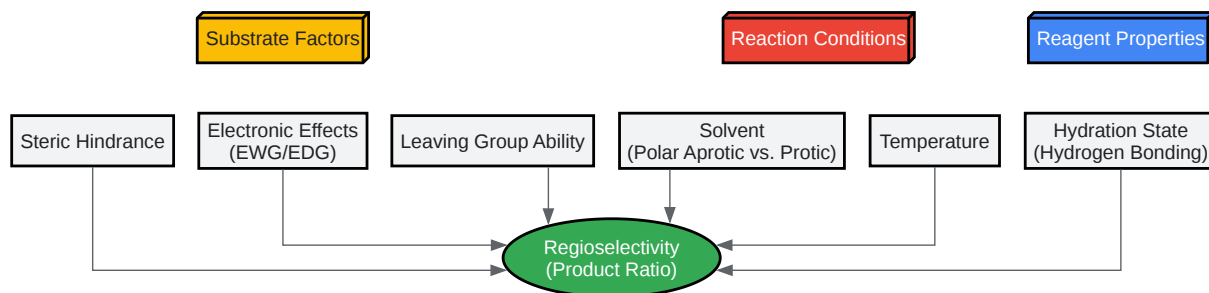 Substrate Factors
Reaction Conditions
Reagent Properties
Steric Hindrance
Electronic Effects
(EWG/EDG)
Leaving Group Ability
Solvent
(Polar Aprotic vs. Protic)
Temperature
Hydration State
(Hydrogen Bonding)
Regioselectivity
(Product Ratio)